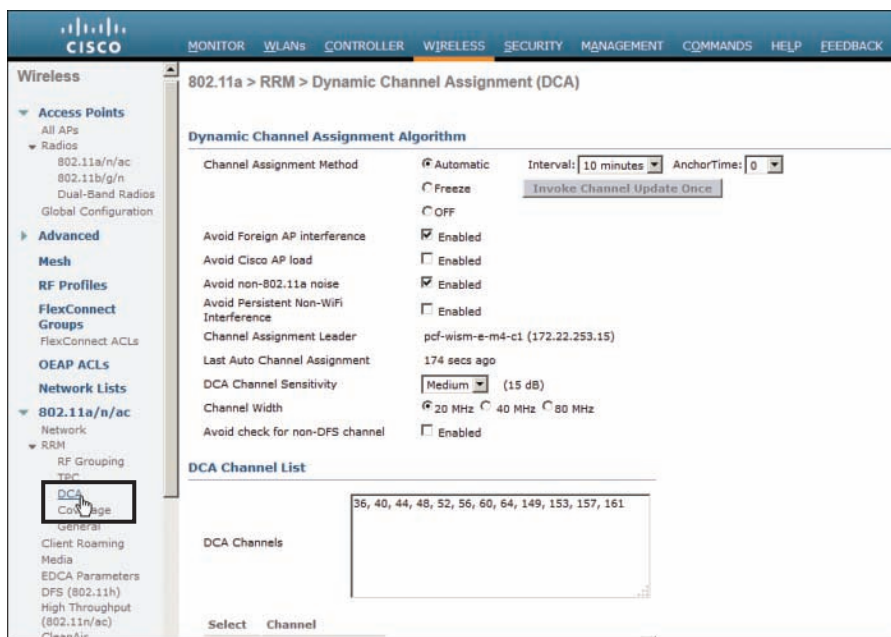 CISCO
MONITOR WLANs CONTROLLER WIRELESS SECURITY MANAGEMENT COMMANDS HELP FEEDBACK
Wireless
Access Points
All APs
Radios
802.11a/n/ac
802.11b/g/n
Dual-Band Radios
Global Configuration
Advanced
Mesh
RF Profiles
FlexConnect
Groups
FlexConnect ACLs
OEAP ACLs
Network Lists
802.11a/n/ac
Network
RRM
RF Grouping
TPC
DCA
Coverage
General
Client Roaming
Media
EDCA Parameters
DFS (802.11h)
High Throughput
(802.11n/ac)
CleanAir
802.11a > RRM > Dynamic Channel Assignment (DCA)
Dynamic Channel Assignment Algorithm
Channel Assignment Method Automatic Interval: 10 minutes AnchorTime: 0
Freeze Invoke Channel Update Once
OFF
Avoid Foreign AP interference Enabled
Avoid Cisco AP load Enabled
Avoid non-802.11a noise Enabled
Avoid Persistent Non-WiFi
Interference Enabled
Channel Assignment Leader pcf-wism-e-m4-c1 (172.22.253.15)
Last Auto Channel Assignment 174 secs ago
DCA Channel Sensitivity Medium (15 dB)
Channel Width 20 MHz 40 MHz 80 MHz
Avoid check for non-DFS channel Enabled
DCA Channel List
DCA Channels 36, 40, 44, 48, 52, 56, 60, 64, 149, 153, 157, 161
Select Channel